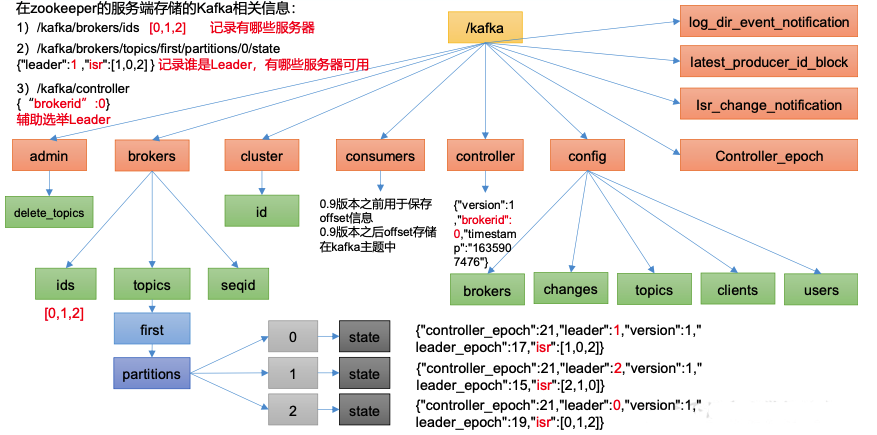 在zookeeper的服务端存储的Kafka相关信息：
1）/kafka/brokers/ids [0,1,2] 记录有哪些服务器
2）/kafka/brokers/topics/first/partitions/0/state
{"leader":1 ,"isr":[1,0,2] } 记录谁是Leader，有哪些服务器可用
3）/kafka/controller
{ “brokerid”:0}
辅助选举Leader
/kafka
log_dir_event_notification
latest_producer_id_block
Isr_change_notification
Controller_epoch
admin
brokers
cluster
consumers
controller
config
delete_topics
id
0.9版本之前用于保存
offset信息
0.9版本之后offset存储
在kafka主题中
{"version":1
,"brokerid":
0,"timestam
p":"163590
7476"}
ids
topics
seqid
brokers
changes
topics
clients
users
[0,1,2]
first
partitions
0
state
{"controller_epoch":21,"leader":1,"version":1,"
leader_epoch":17,"isr":[1,0,2]}
1
state
{"controller_epoch":21,"leader":2,"version":1,"
leader_epoch":15,"isr":[2,1,0]}
2
state
{"controller_epoch":21,"leader":0,"version":1,"
leader_epoch":19,"isr":[0,1,2]}